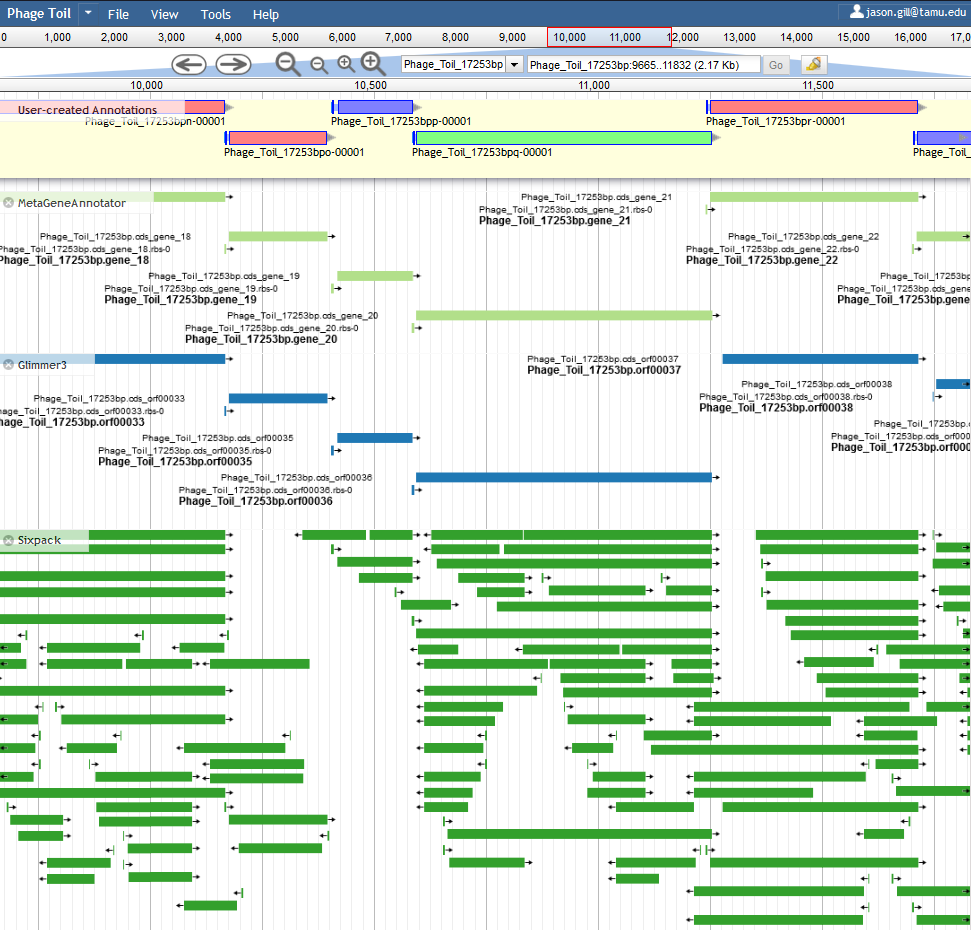 Phage Toil File View Tools Help jason.gill@tamu.edu
0 1,000 2,000 3,000 4,000 5,000 6,000 7,000 8,000 9,000 10,000 11,000 12,000 13,000 14,000 15,000 16,000 17,0
Phage_Toil_17253bp Phage_Toil_17253bp:9665..11832 (2.17 Kb) Go
10,000 10,500 11,000 11,500
User-created Annotations
Phage_Toil_17253bpn-00001 Phage_Toil_17253bpp-00001 Phage_Toil_17253bpr-00001
Phage_Toil_17253bpo-00001 Phage_Toil_17253bpq-00001 Phage_Toil_
MetaGeneAnnotator
Phage_Toil_17253bp.cds_gene_21
Phage_Toil_17253bp.cds_gene_21.rbs-0
Phage_Toil_17253bp.gene_21
Phage_Toil_17253bp.cds_gene_18 Phage_Toil_17253bp.cds_gene_22
Phage_Toil_17253bp.cds_gene_18.rbs-0 Phage_Toil_17253bp.cds_gene_22.rbs-0
Phage_Toil_17253bp.gene_18 Phage_Toil_17253bp.gene_22
Phage_Toil_17253bp.cds_gene_19 Phage_Toil_17253bp
Phage_Toil_17253bp.cds_gene_19.rbs-0 Phage_Toil_17253bp.cds_gene
Phage_Toil_17253bp.gene_19 Phage_Toil_17253bp.gene
Phage_Toil_17253bp.cds_gene_20
Phage_Toil_17253bp.cds_gene_20.rbs-0
Phage_Toil_17253bp.gene_20
Glimmer3
Phage_Toil_17253bp.cds_orf00037
Phage_Toil_17253bp.orf00037
Phage_Toil_17253bp.cds_orf00038
Phage_Toil_17253bp.cds_orf00033 Phage_Toil_17253bp.cds_orf00038.rbs-0
hage_Toil_17253bp.cds_orf00033.rbs-0 Phage_Toil_17253bp.orf00038
hage_Toil_17253bp.orf00033 Phage_Toil_17253bp.
Phage_Toil_17253bp.cds_orf00035 Phage_Toil_17253bp.cds_orf00
Phage_Toil_17253bp.cds_orf00035.rbs-0 Phage_Toil_17253bp.orf00
Phage_Toil_17253bp.orf00035
Phage_Toil_17253bp.cds_orf00036
Phage_Toil_17253bp.cds_orf00036.rbs-0
Phage_Toil_17253bp.orf00036
Sixpack